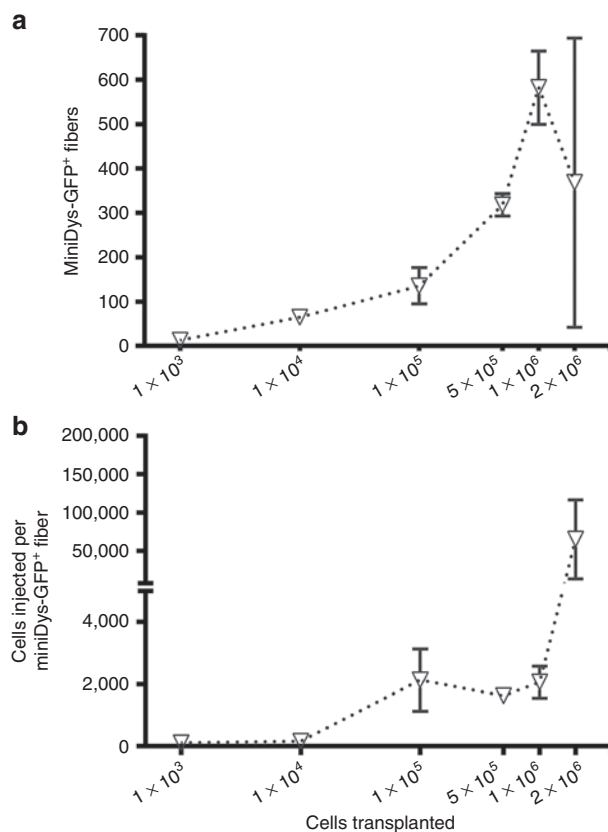 a
MiniDys-GFP⁺ fibers
700
600
500
400
300
200
100
0
1 × 10³
1 × 10⁴
1 × 10⁵
5 × 10⁵
1 × 10⁶
2 × 10⁶
b
Cells injected per
miniDys-GFP⁺ fiber
200,000
150,000
100,000
50,000
4,000
2,000
0
1 × 10³
1 × 10⁴
1 × 10⁵
5 × 10⁵
1 × 10⁶
2 × 10⁶
Cells transplanted